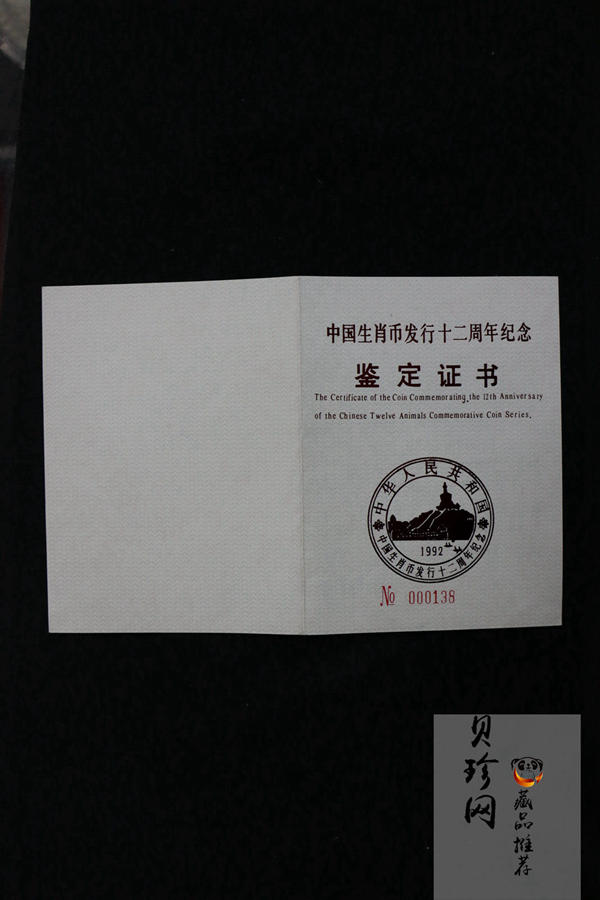 中国生肖币发行十二周年纪念
鉴定证书
The Certificate of the Coin Commemorating.the 12th Anniversary
of the Chinese Twelve Animals Commemorative Coin Series.
中华人民共和国
1992
中国生肖币发行十二周年纪念
№ 000138
贝珍网
藏品推荐